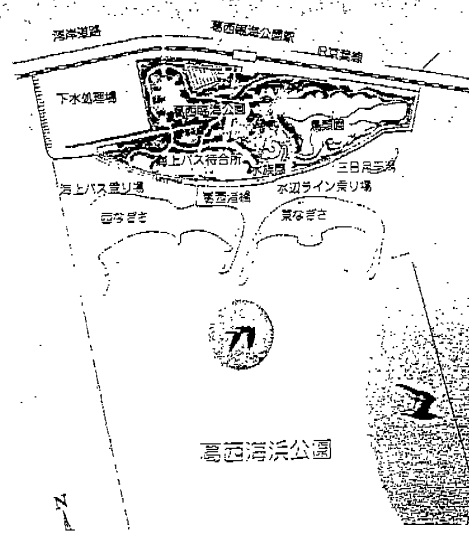 海岸道路
葛西臨海公園駅
JR京葉線
下水処理場
葛西臨海公園
鳥類園
海上バス待合所
水族園
三日月干潟
海上バス乗り場
葛西渚橋
水辺ライン乗り場
西なぎさ
東なぎさ
葛西海浜公園
N